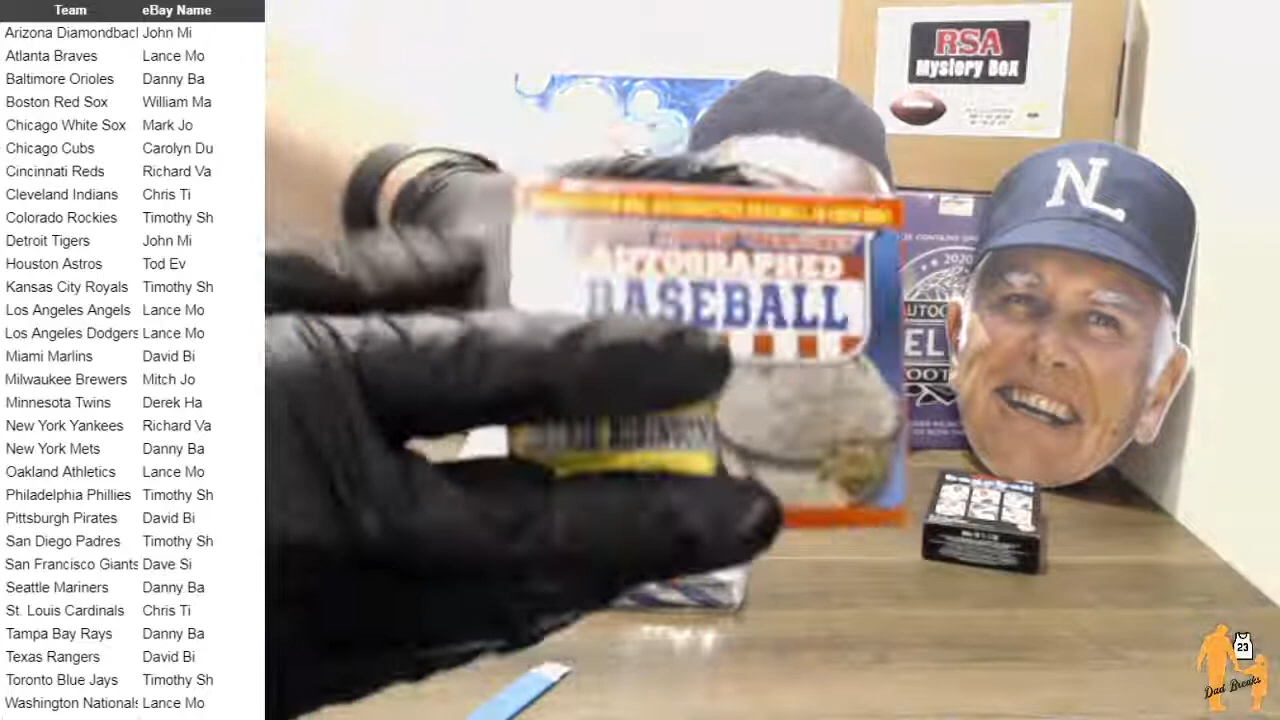 Team eBay Name
Arizona Diamondbacl John Mi
Atlanta Braves Lance Mo
Baltimore Orioles Danny Ba
Boston Red Sox William Ma
Chicago White Sox Mark Jo
Chicago Cubs Carolyn Du
Cincinnati Reds Richard Va
Cleveland Indians Chris Ti
Colorado Rockies Timothy Sh
Detroit Tigers John Mi
Houston Astros Tod Ev
Kansas City Royals Timothy Sh
Los Angeles Angels Lance Mo
Los Angeles Dodgers Lance Mo
Miami Marlins David Bi
Milwaukee Brewers Mitch Jo
Minnesota Twins Derek Ha
New York Yankees Richard Va
New York Mets Danny Ba
Oakland Athletics Lance Mo
Philadelphia Phillies Timothy Sh
Pittsburgh Pirates David Bi
San Diego Padres Timothy Sh
San Francisco Giants Dave Si
Seattle Mariners Danny Ba
St. Louis Cardinals Chris Ti
Tampa Bay Rays Danny Ba
Texas Rangers David Bi
Toronto Blue Jays Timothy Sh
Washington Nationals Lance Mo
RSA
Mystery Box
NL
AUTOGRAPHED
BASEBALL
2020
23
Dad Breaks